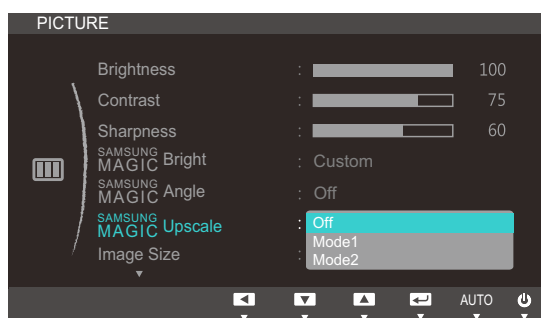 PICTURE
Brightness : 100
Contrast : 75
Sharpness : 60
SAMSUNG MAGIC Bright : Custom
SAMSUNG MAGIC Angle : Off
SAMSUNG MAGIC Upscale : Off
Mode1
Mode2
Image Size :
AUTO